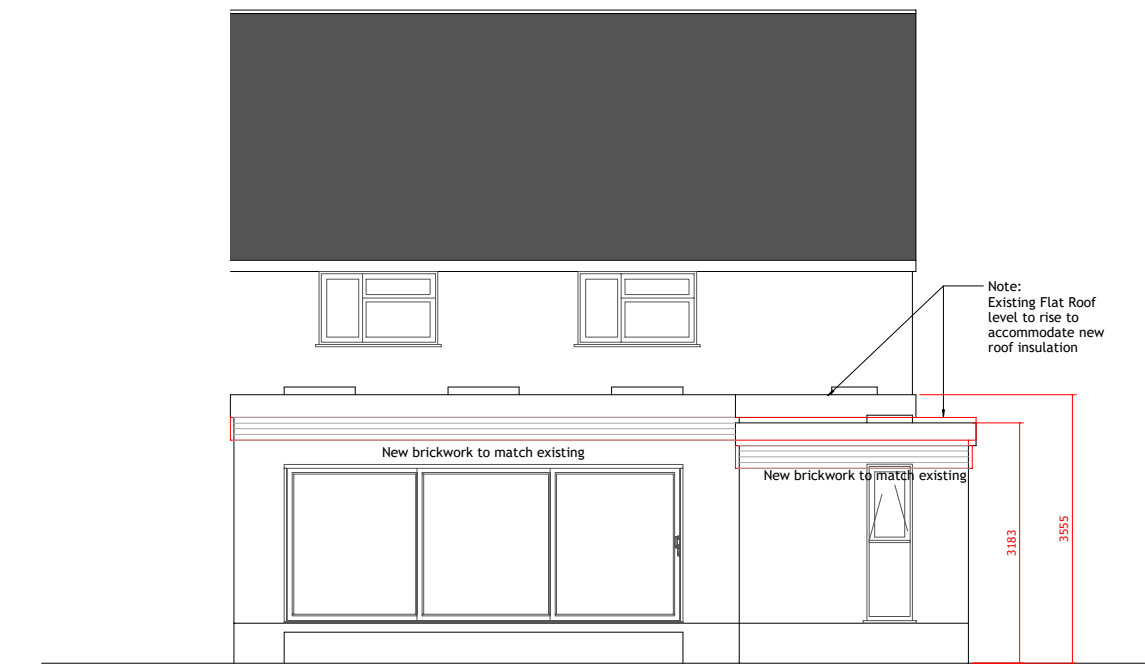 Note:
Existing Flat Roof
level to rise to
accommodate new
roof insulation
New brickwork to match existing
New brickwork to match existing
3183
3555